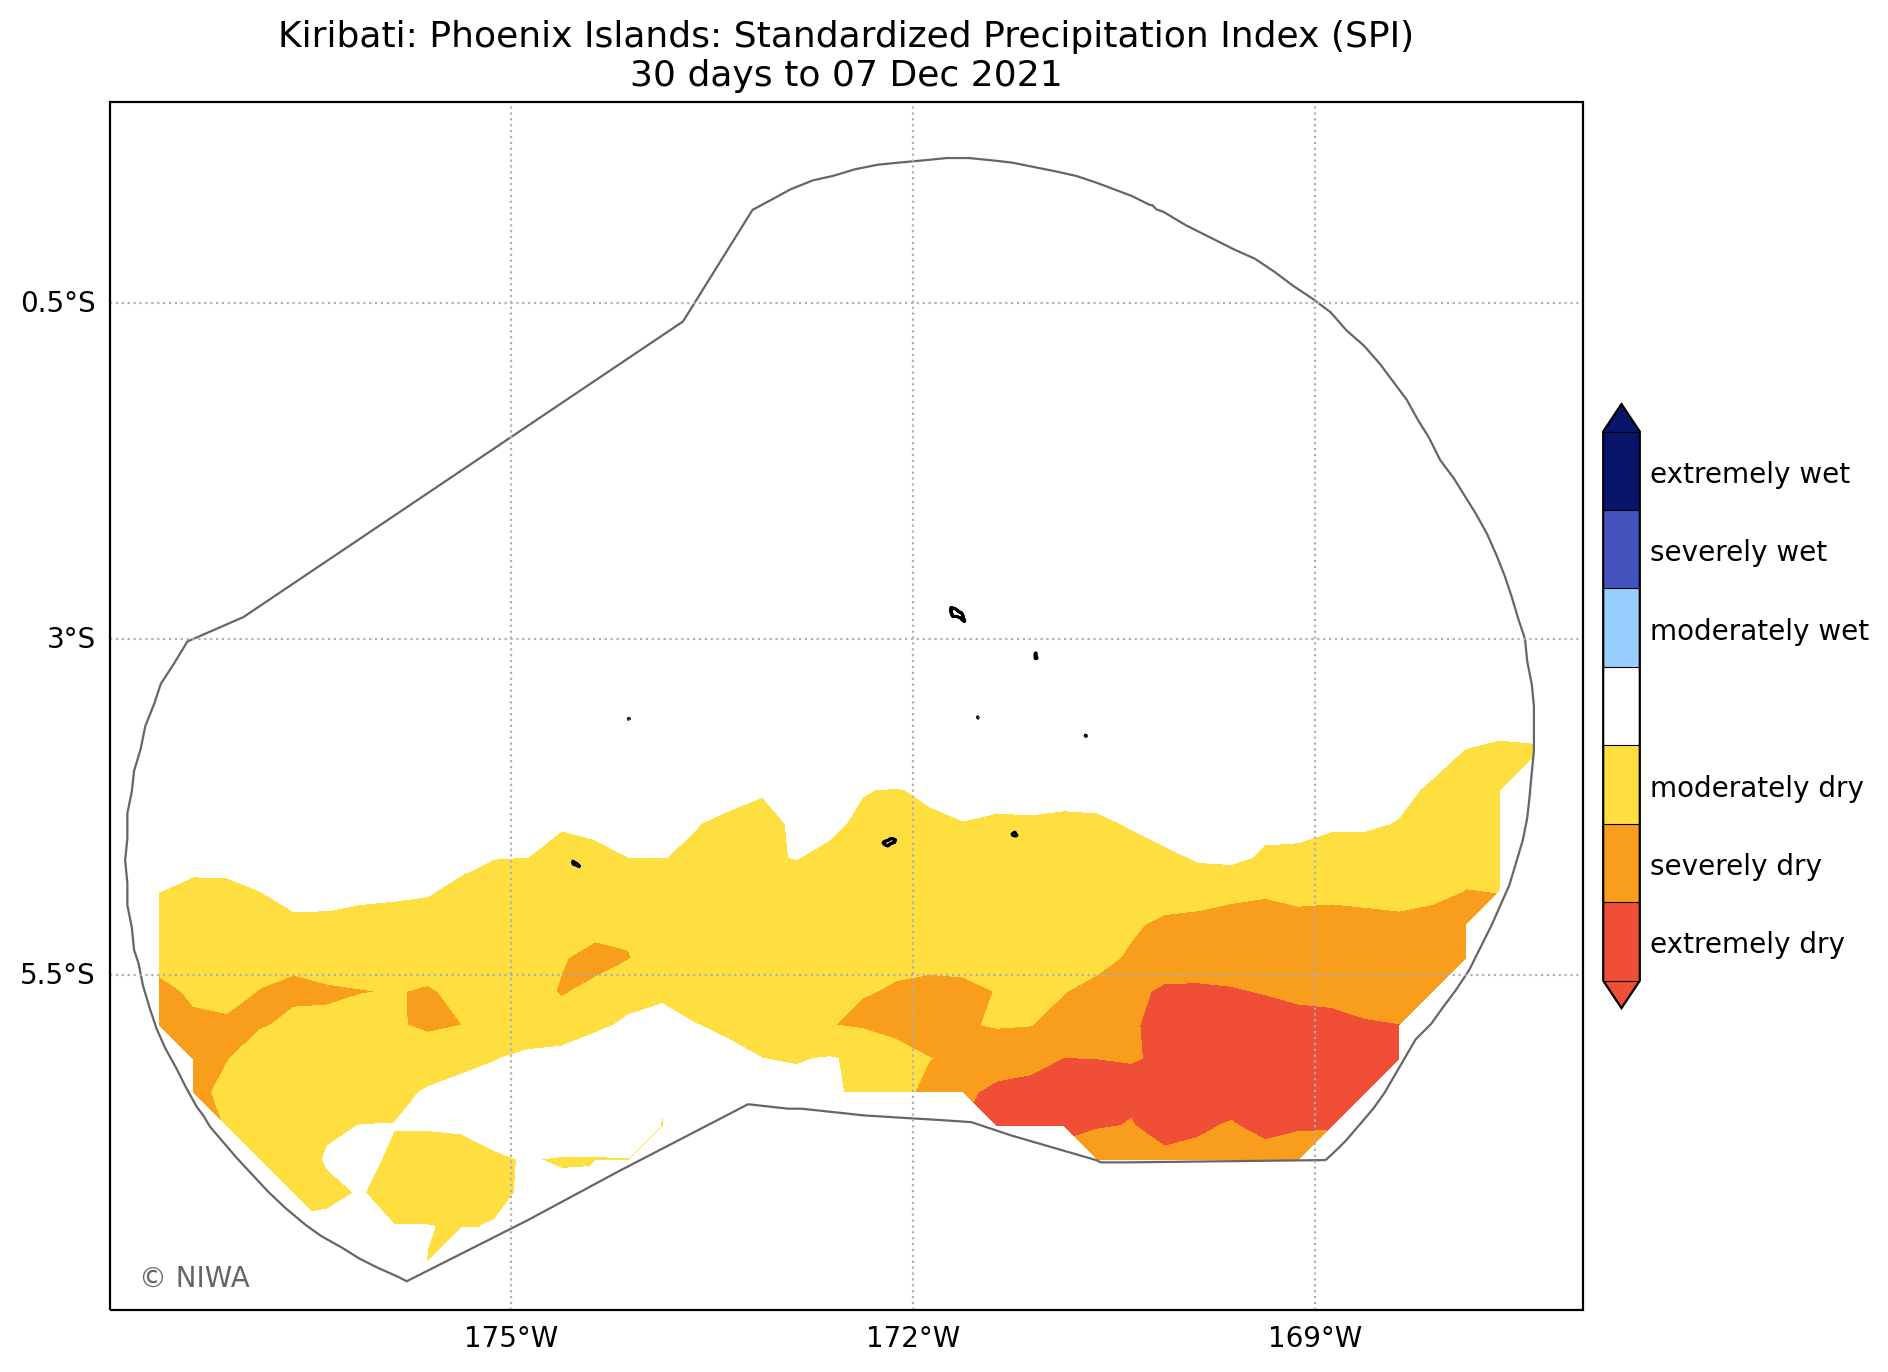 Kiribati: Phoenix Islands: Standardized Precipitation Index (SPI)
30 days to 07 Dec 2021
0.5°S
3°S
5.5°S
175°W
172°W
169°W
extremely wet
severely wet
moderately wet
moderately dry
severely dry
extremely dry
© NIWA